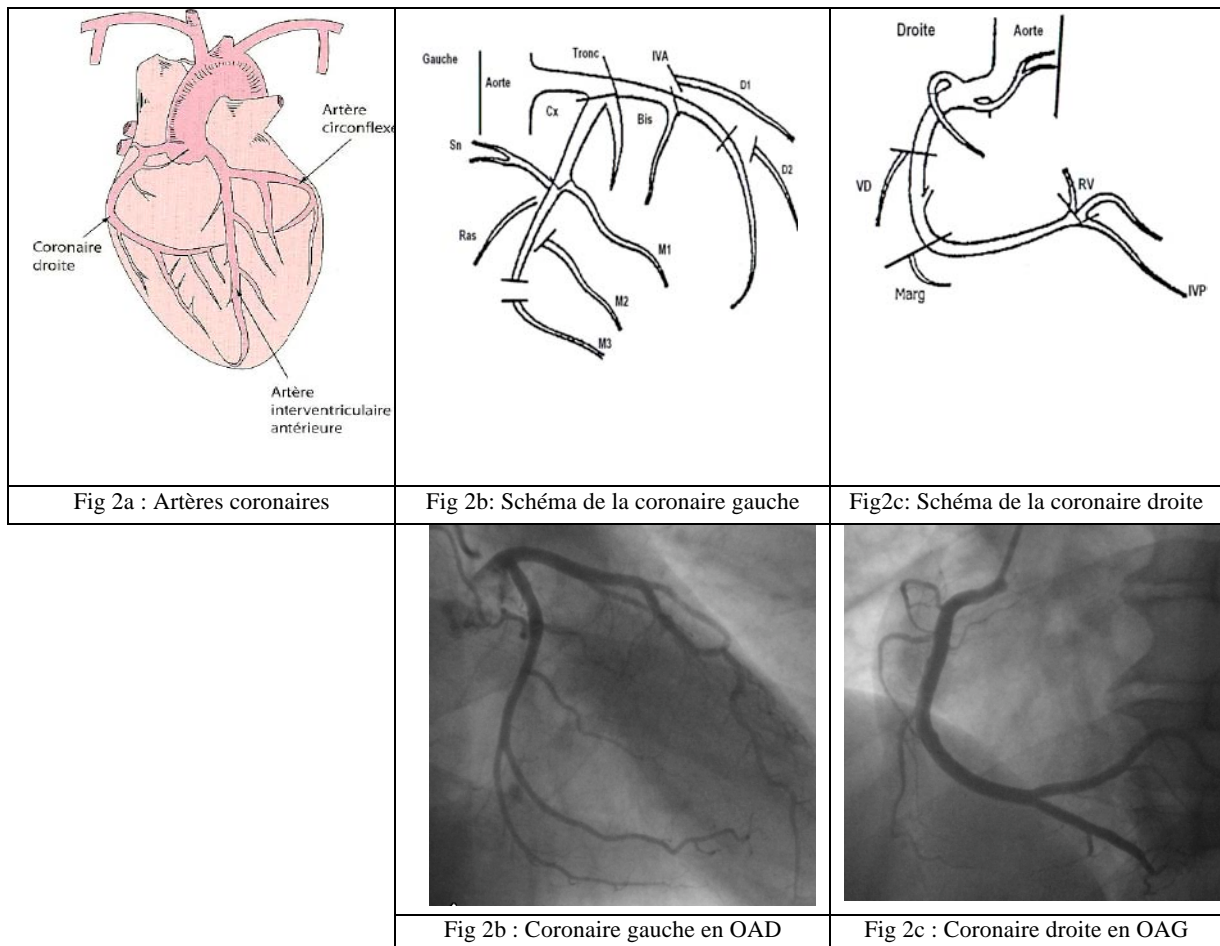 Artère
circonflexe
Coronaire
droite
Artère
interventriculaire
antérieure
Gauche
Aorte
Tronc
IVA
D1
Cx
Bis
Sn
D2
Ras
M1
M2
M3
Droite
Aorte
VD
RV
Marg
IVP
Fig 2a : Artères coronaires
Fig 2b: Schéma de la coronaire gauche
Fig2c: Schéma de la coronaire droite
Fig 2b : Coronaire gauche en OAD
Fig 2c : Coronaire droite en OAG